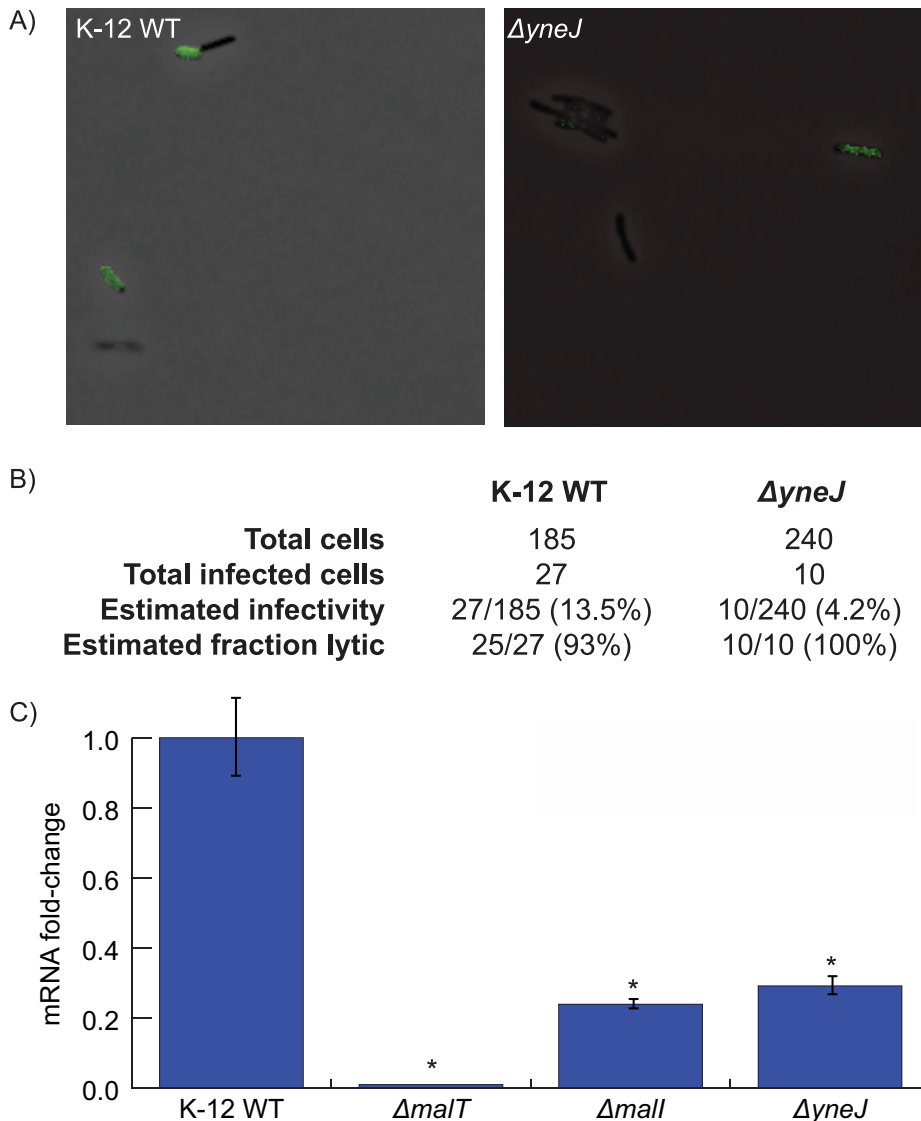 A)
K-12 WT
ΔyneJ
B)
K-12 WT ΔyneJ
Total cells 185 240
Total infected cells 27 10
Estimated infectivity 27/185 (13.5%) 10/240 (4.2%)
Estimated fraction lytic 25/27 (93%) 10/10 (100%)
C)
mRNA fold-change
1.0
0.8
0.6
0.4
0.2
0.0
*
*
*
K-12 WT ΔmalT ΔmalI ΔyneJ